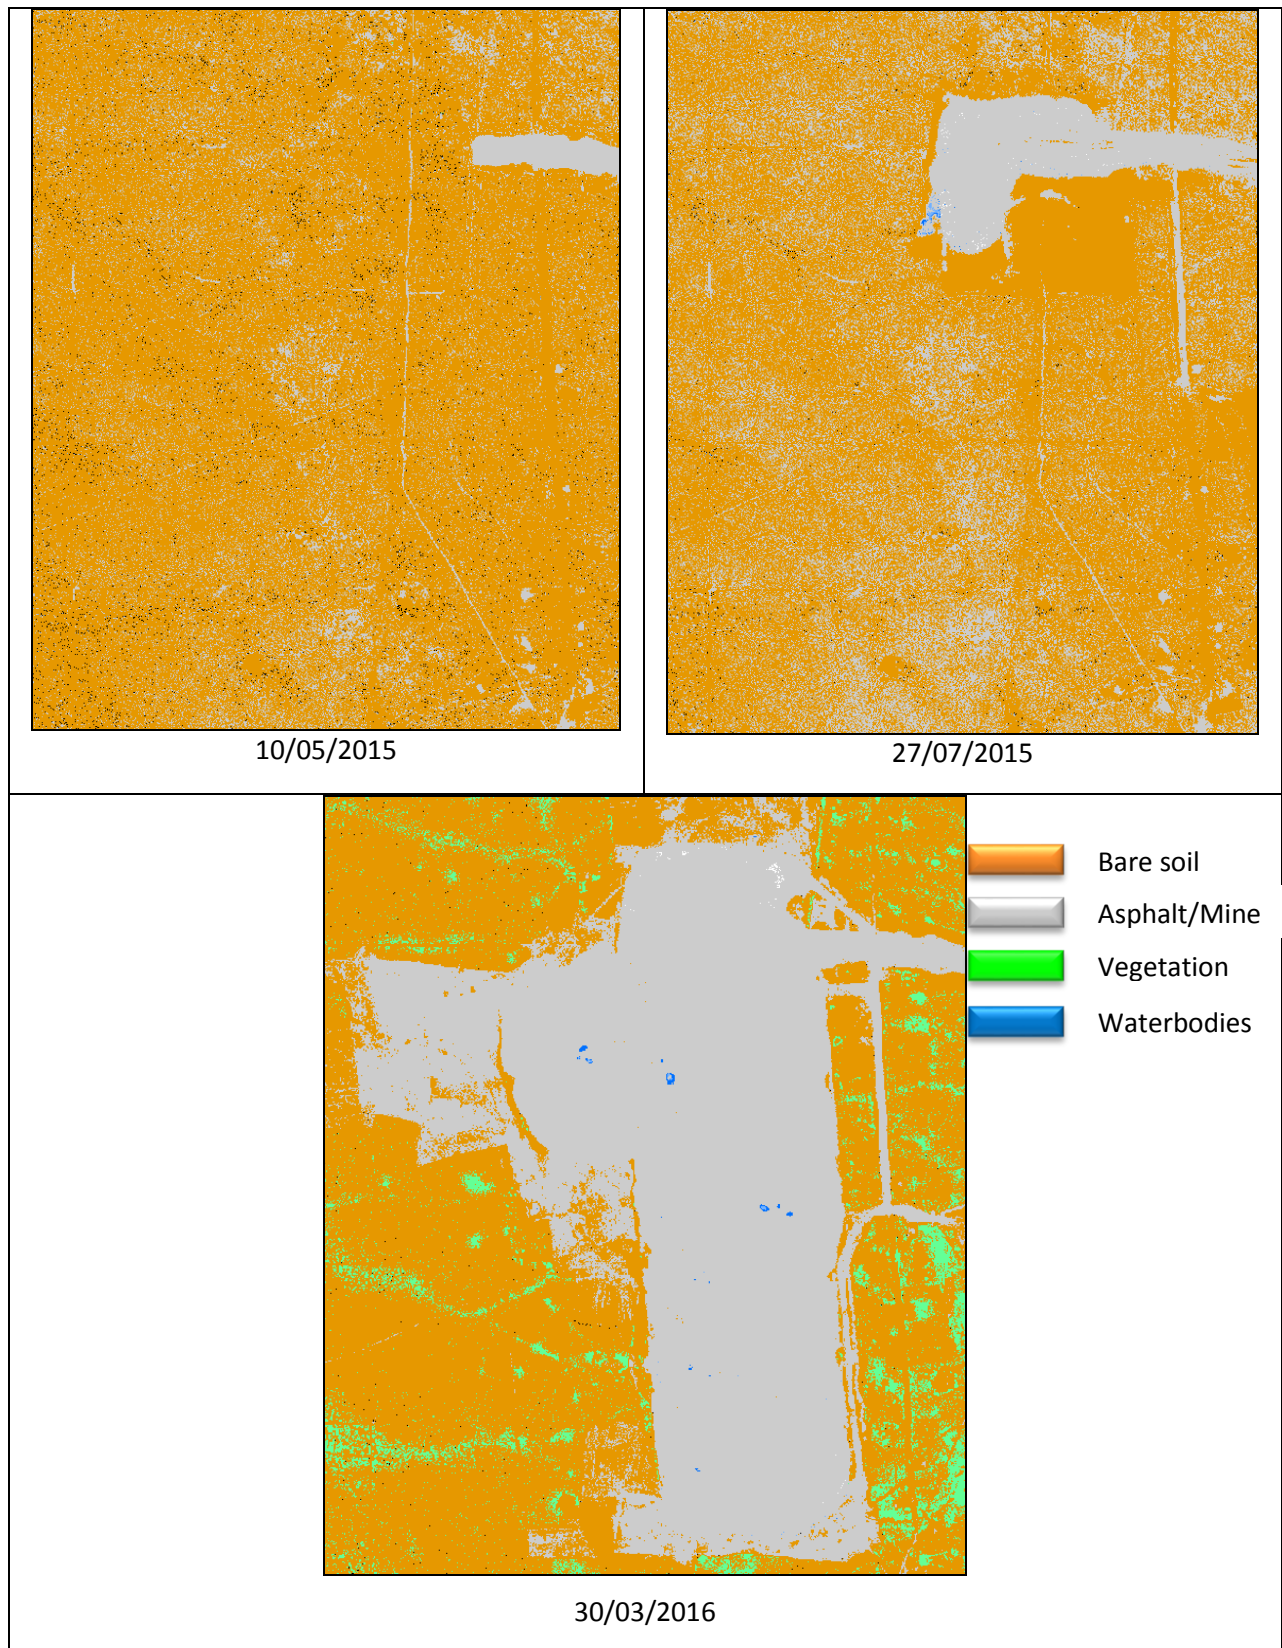 10/05/2015
27/07/2015
Bare soil
Asphalt/Mine
Vegetation
Waterbodies
30/03/2016